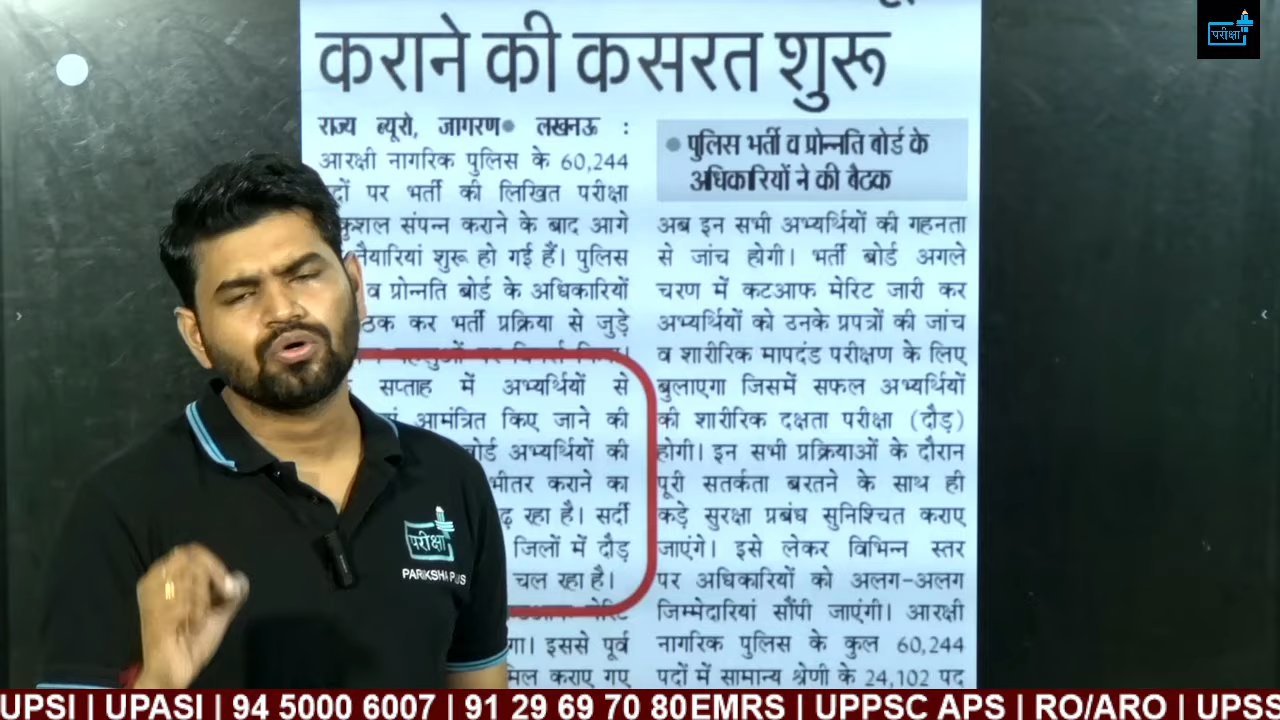 कराने की कसरत शुरू
राज्य ब्यूरो, जागरण● लखनऊ :
आरक्षी नागरिक पुलिस के 60,244
पर भर्ती की लिखित परीक्षा
कुशल संपन्न कराने के बाद आगे
तैयारियां शुरू हो गई हैं। पुलिस
व प्रोन्नति बोर्ड के अधिकारियों
कर भर्ती प्रक्रिया से जुड़े
सप्ताह में अभ्यर्थियों से
आमंत्रित किए जाने की
बोर्ड अभ्यर्थियों की
भीतर कराने का
रहा है। सर्दी
जिलों में दौड़
चल रहा है।
इससे पूर्व
कराए गए
● पुलिस भर्ती व प्रोन्नति बोर्ड के
अधिकारियों ने की बैठक
अब इन सभी अभ्यर्थियों की गहनता
से जांच होगी। भर्ती बोर्ड अगले
चरण में कटआफ मेरिट जारी कर
अभ्यर्थियों को उनके प्रपत्रों की जांच
व शारीरिक मापदंड परीक्षण के लिए
बुलाएगा जिसमें सफल अभ्यर्थियों
की शारीरिक दक्षता परीक्षा (दौड़)
होगी। इन सभी प्रक्रियाओं के दौरान
पूरी सतर्कता बरतने के साथ ही
कड़े सुरक्षा प्रबंध सुनिश्चित कराए
जाएंगे। इसे लेकर विभिन्न स्तर
पर अधिकारियों को अलग-अलग
जिम्मेदारियां सौंपी जाएंगी। आरक्षी
नागरिक पुलिस के कुल 60,244
पदों में सामान्य श्रेणी के 24,102 पद
परीक्षा
परीक्षा
PARIKSHA PLUS
UPSI | UPASI | 94 5000 6007 | 91 29 69 70 80 EMRS | UPPSC APS | RO/ARO | UPSS